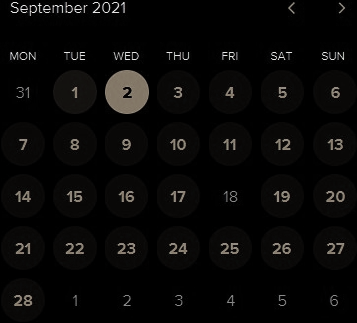 September 2021
MON TUE WED THU FRI SAT SUN
31 1 2 3 4 5 6
7 8 9 10 11 12 13
14 15 16 17 18 19 20
21 22 23 24 25 26 27
28 1 2 3 4 5 6